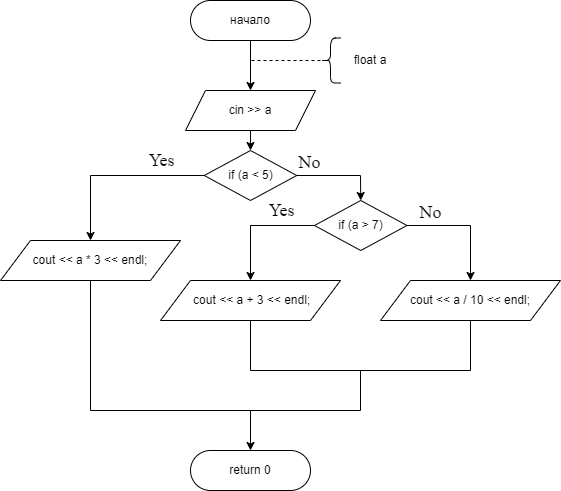 начало
float a
cin >> a
Yes
if (a < 5)
No
Yes
if (a > 7)
No
cout << a * 3 << endl;
cout << a + 3 << endl;
cout << a / 10 << endl;
return 0